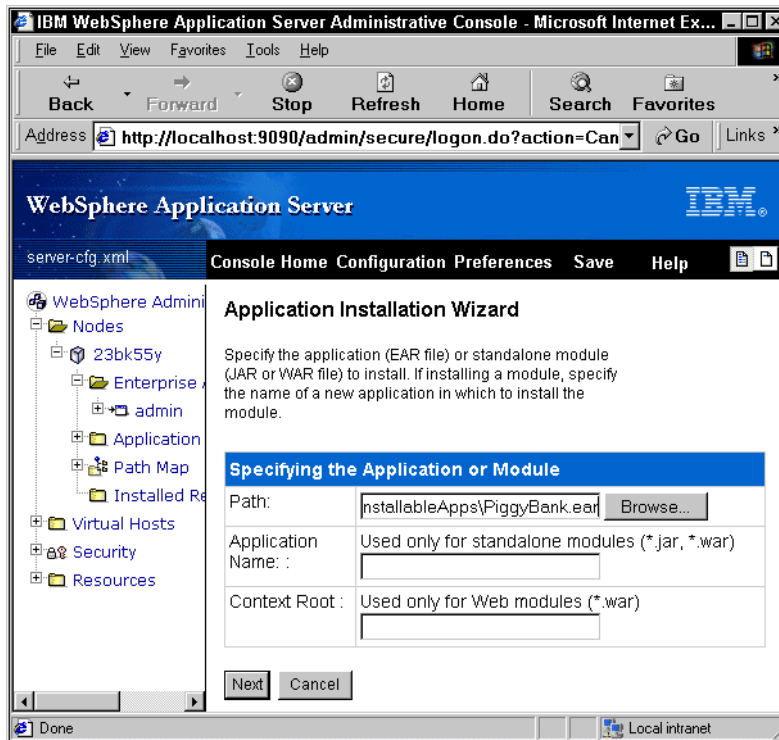 IBM WebSphere Application Server Administrative Console - Microsoft Internet Ex...
File Edit View Favorites Tools Help
Back Forward Stop Refresh Home Search Favorites
Address http://localhost:9090/admin/secure/logon.do?action=Can Go Links
WebSphere Application Server IBM
server-cfg.xml Console Home Configuration Preferences Save Help
WebSphere Admini
Nodes
23bk55y
Enterprise A
admin
Application
Path Map
Installed Re
Virtual Hosts
Security
Resources
Application Installation Wizard
Specify the application (EAR file) or standalone module
(JAR or WAR file) to install. If installing a module, specify
the name of a new application in which to install the
module.
Specifying the Application or Module
Path: nstallableApps\PiggyBank.ear Browse...
Application Used only for standalone modules (*.jar, *.war)
Name: :
Context Root : Used only for Web modules (*.war)
Next Cancel
Done Local intranet